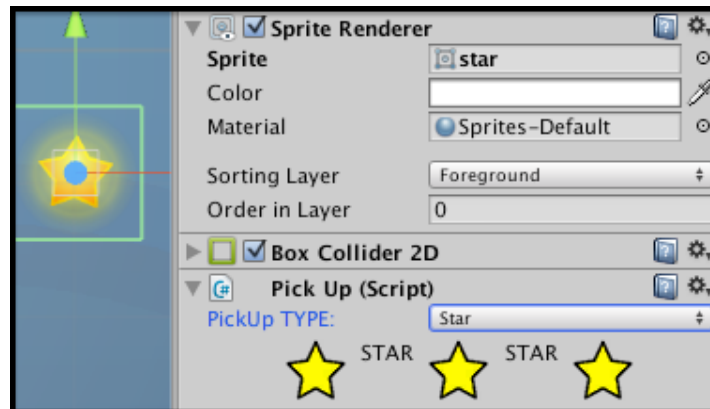 Sprite Renderer
Sprite star
Color
Material Sprites-Default
Sorting Layer Foreground
Order in Layer 0
Box Collider 2D
C# Pick Up (Script)
PickUp TYPE: Star
STAR STAR